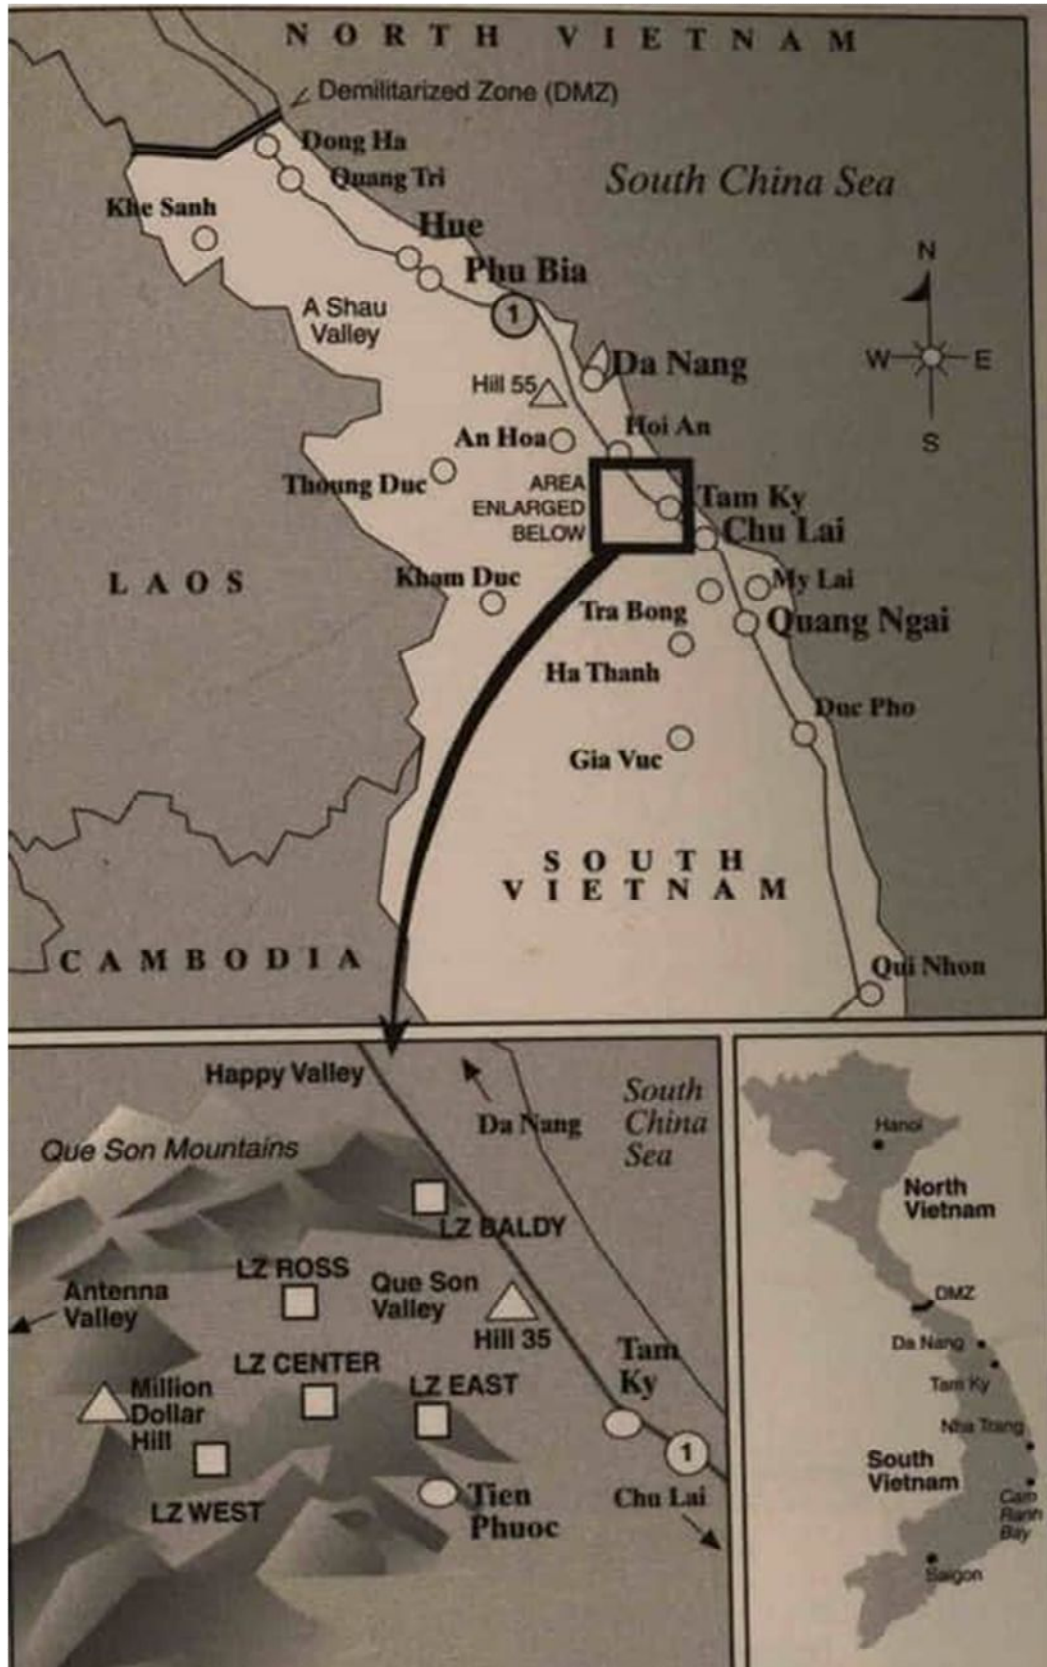 NORTH VIETNAM
Demilitarized Zone (DMZ)
Dong Ha
Quang Tri
South China Sea
Khe Sanh
Hue
N
Phu Bia
A Shau
Valley
1
W
E
Da Nang
Hill 55
S
Hoi An
An Hoa
Thoung Duc
AREA
ENLARGED
BELOW
Tam Ky
Chu Lai
LAOS
Kham Duc
My Lai
Tra Bong
Quang Ngai
Ha Thanh
Duc Pho
Gia Vuc
SOUTH
VIETNAM
CAMBODIA
Qui Nhon
Happy Valley
South
China
Sea
Da Nang
Que Son Mountains
LZ BALDY
LZ ROSS
Que Son
Valley
Antenna
Valley
Hill 35
Tam
Ky
LZ CENTER
LZ EAST
Million
Dollar
Hill
1
LZ WEST
Tien
Phuoc
Chu Lai
Hanoi
North
Vietnam
DMZ
Da Nang
Tam Ky
Nha Trang
South
Vietnam
Cam
Ranh
Bay
Saigon